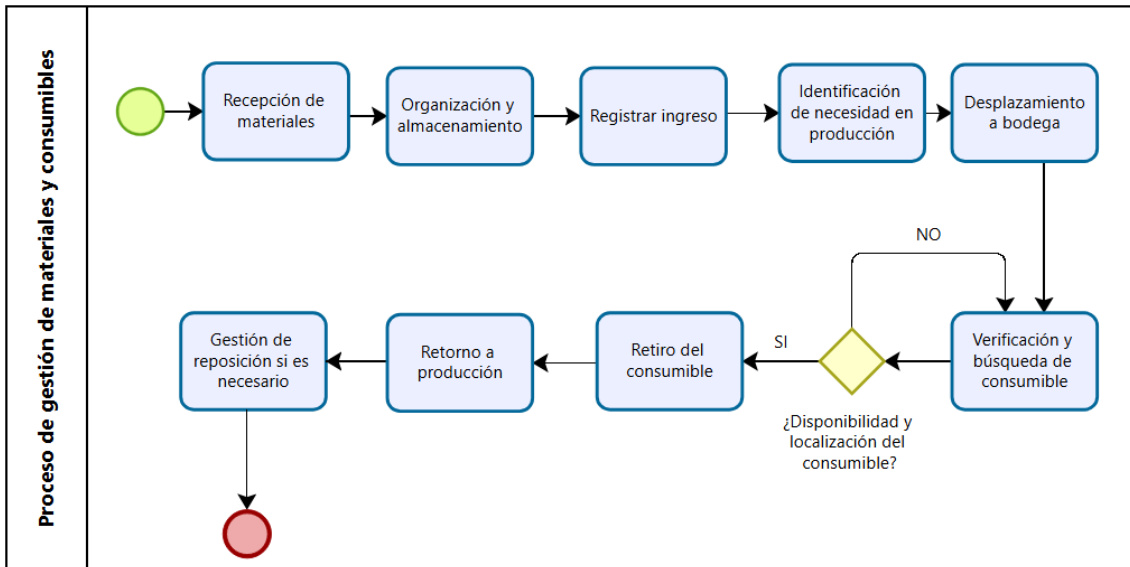 Proceso de gestión de materiales y consumibles
Recepción de
materiales
Organización y
almacenamiento
Registrar ingreso
Identificación
de necesidad en
producción
Desplazamiento
a bodega
NO
Verificación y
búsqueda de
consumible
¿Disponibilidad y
localización del
consumible?
SI
Retiro del
consumible
Retorno a
producción
Gestión de
reposición si es
necesario